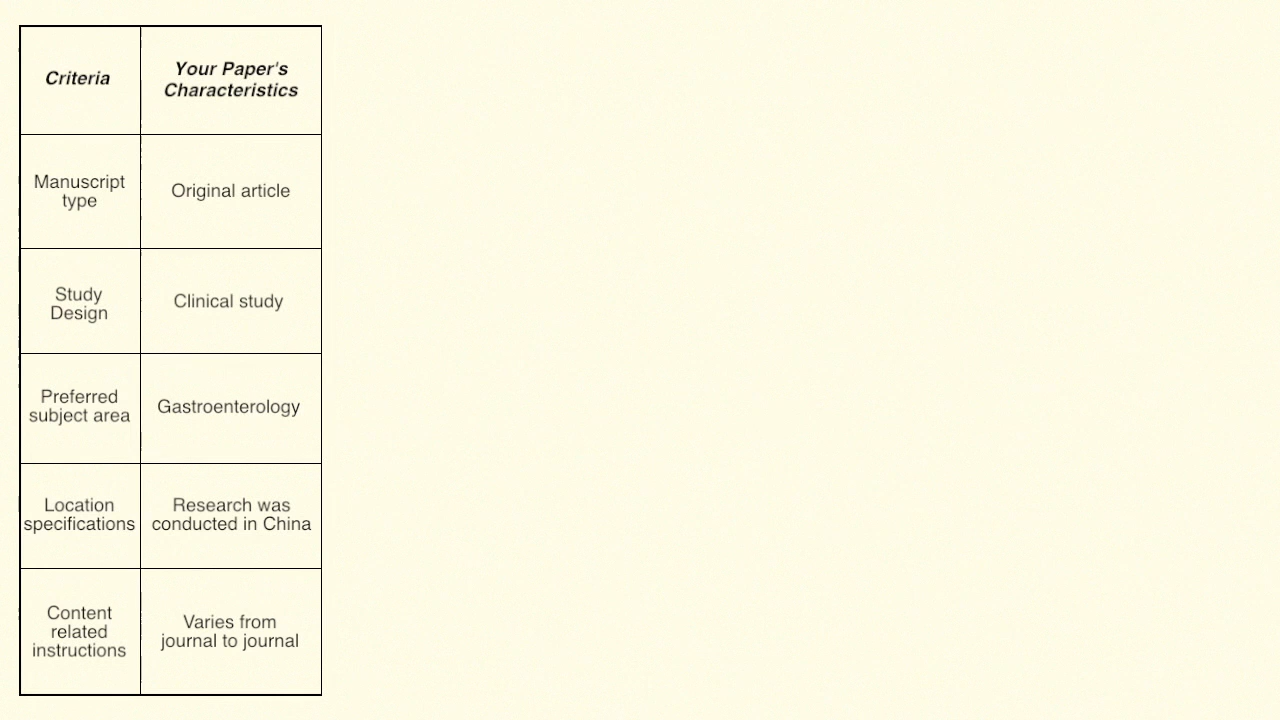 Criteria
Your Paper's
Characteristics
Manuscript
type
Original article
Study
Design
Clinical study
Preferred
subject area
Gastroenterology
Location
specifications
Research was
conducted in China
Content
related
instructions
Varies from
journal to journal